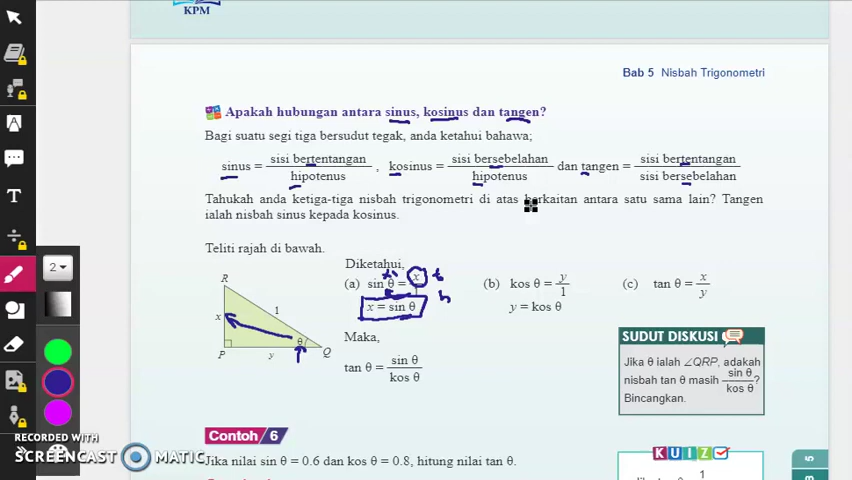 KPM
Bab 5 Nisbah Trigonometri
Apakah hubungan antara sinus, kosinus dan tangen?
Bagi suatu segi tiga bersudut tegak, anda ketahui bahawa;
sinus = sisi bertentangan / hipotenus , kosinus = sisi bersebelahan / hipotenus dan tangen = sisi bertentangan / sisi bersebelahan
Tahukah anda ketiga-tiga nisbah trigonometri di atas berkaitan antara satu sama lain? Tangen
ialah nisbah sinus kepada kosinus.
Teliti rajah di bawah.
Diketahui,
(a) sin θ = x
(b) kos θ = y/1
(c) tan θ = x/y
x = sin θ
y = kos θ
R
x
1
θ
P
y
Q
Maka,
tan θ = sin θ / kos θ
SUDUT DISKUSI
Jika θ ialah ∠QRP, adakah
nisbah tan θ masih sin θ / kos θ ?
Bincangkan.
Contoh 6
Jika nilai sin θ = 0.6 dan kos θ = 0.8, hitung nilai tan θ.
KUIZ
5
T
2
RECORDED WITH
SCREENCAST MATIC